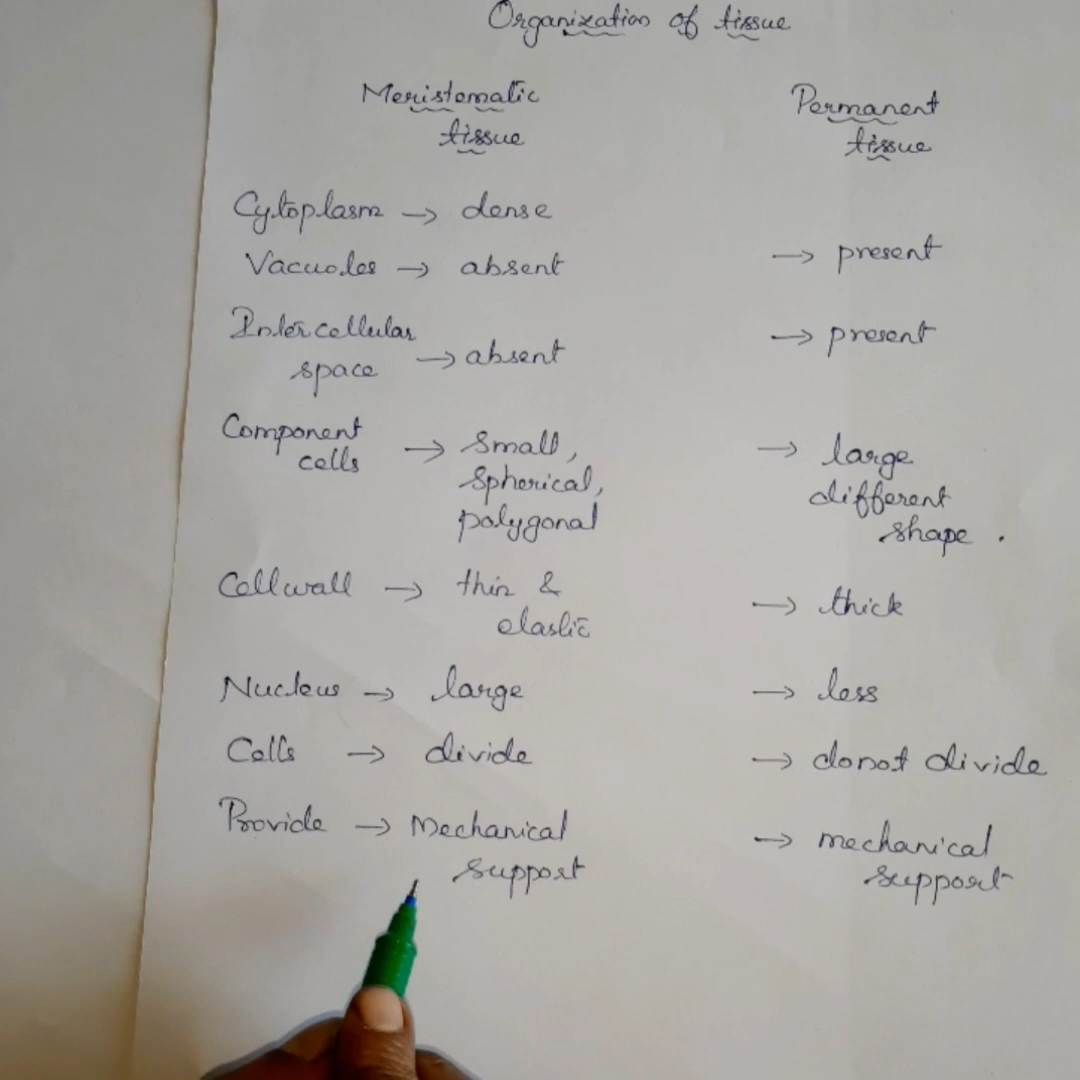 Organization of tissue
Meristematic
tissue
Permanent
tissue
Cytoplasm → dense
Vacuoles → absent → present
Intercellular
space → absent → present
Component
cells → small, → large
spherical, different
polygonal shape.
Cellwall → thin & → thick
elastic
Nucleus → large → less
Cells → divide → donot divide
Provide → Mechanical → mechanical
support support